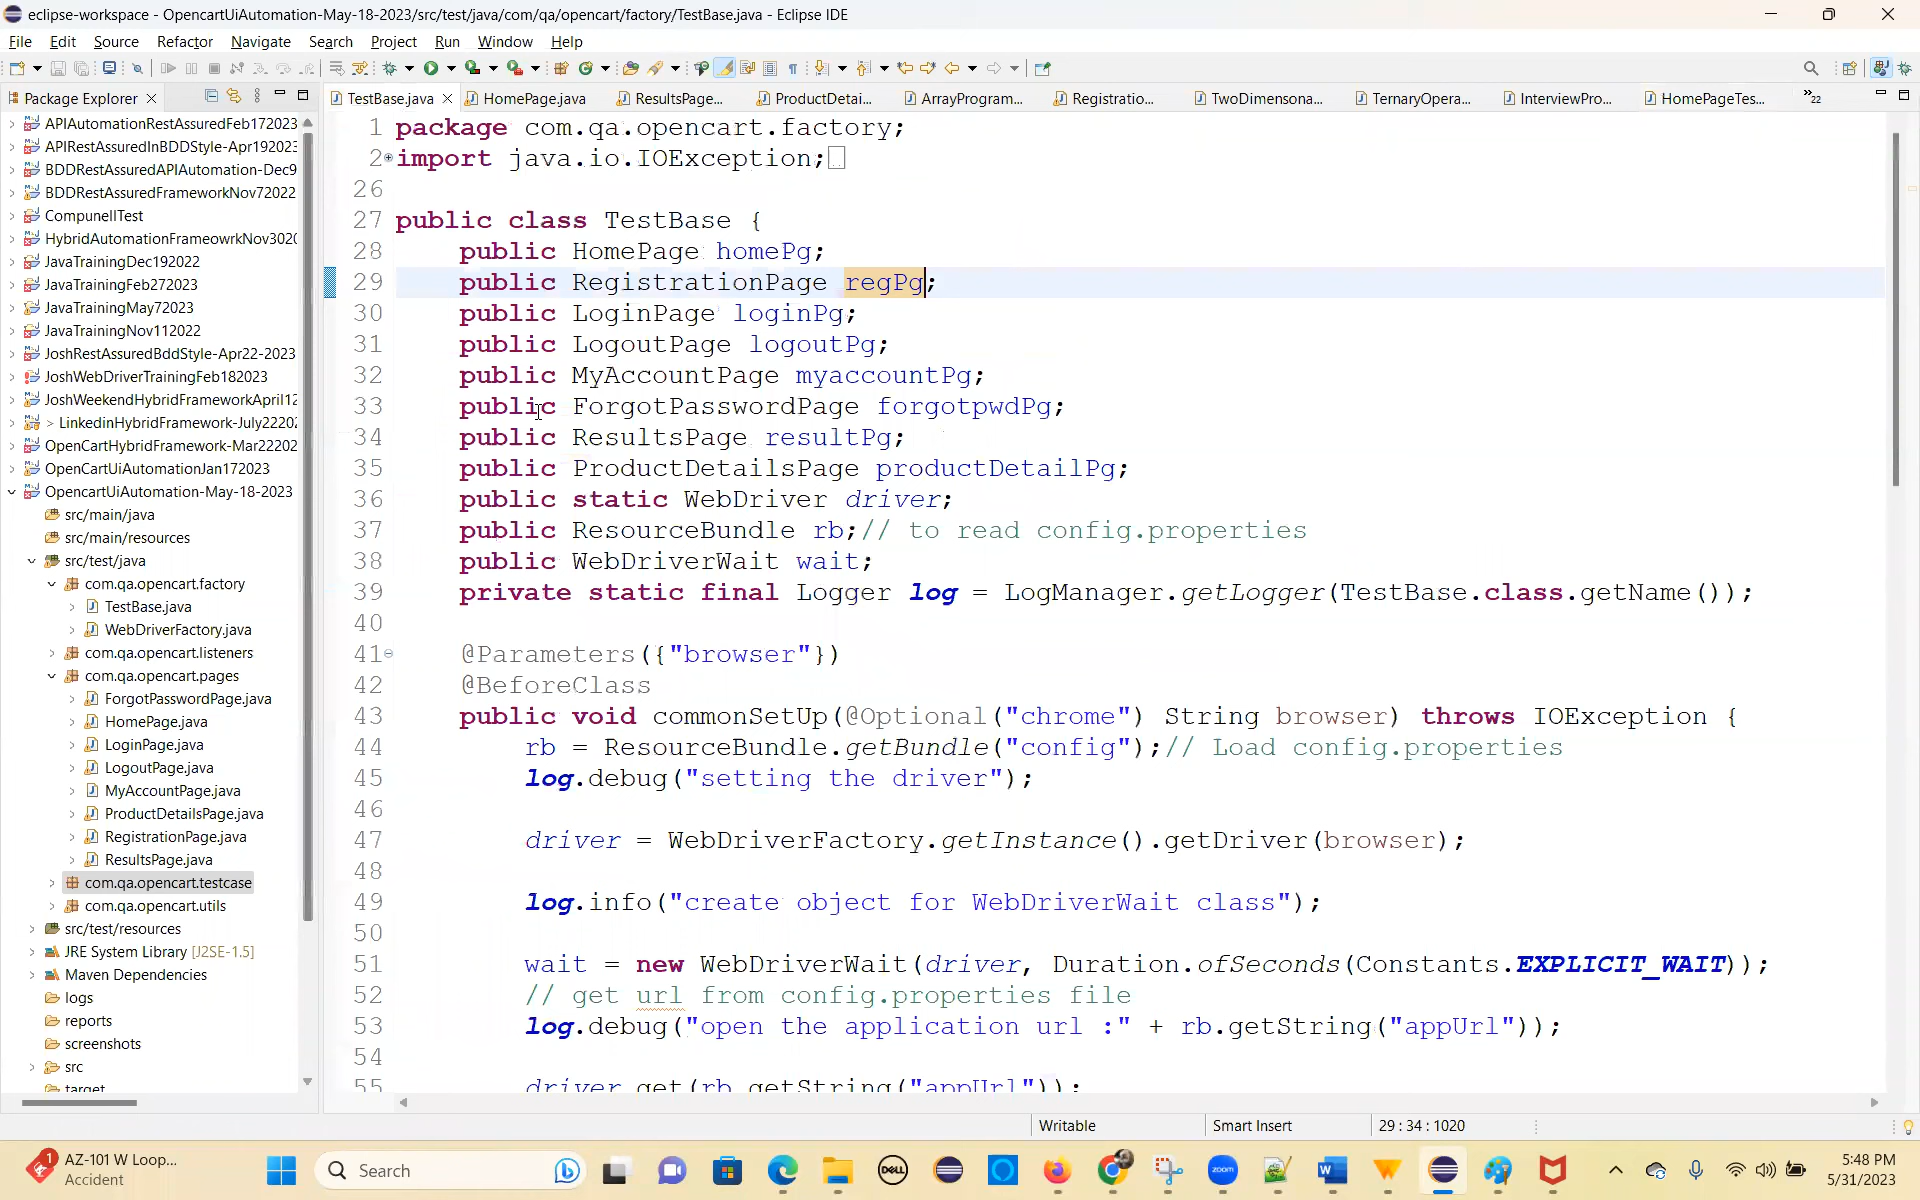 eclipse-workspace - OpencartUiAutomation-May-18-2023/src/test/java/com/qa/opencart/factory/TestBase.java - Eclipse IDE
File Edit Source Refactor Navigate Search Project Run Window Help
Package Explorer
TestBase.java HomePage.java ResultsPage... ProductDetai... ArrayProgram... Registratio... TwoDimensona... TernaryOpera... InterviewPro... HomePageTes... »22
APIAutomationRestAssuredFeb172023
APIRestAssuredInBDDStyle-Apr192023
BDDRestAssuredAPIAutomation-Dec9
BDDRestAssuredFrameworkNov72022
CompunellTest
HybridAutomationFrameowrkNov3020
JavaTrainingDec192022
JavaTrainingFeb272023
JavaTrainingMay72023
JavaTrainingNov112022
JoshRestAssuredBddStyle-Apr22-2023
JoshWebDriverTrainingFeb182023
JoshWeekendHybridFrameworkApril12
> LinkedinHybridFramework-July2202
OpenCartHybridFramework-Mar22202
OpenCartUiAutomationJan172023
OpencartUiAutomation-May-18-2023
src/main/java
src/main/resources
src/test/java
com.qa.opencart.factory
TestBase.java
WebDriverFactory.java
com.qa.opencart.listeners
com.qa.opencart.pages
ForgotPasswordPage.java
HomePage.java
LoginPage.java
LogoutPage.java
MyAccountPage.java
ProductDetailsPage.java
RegistrationPage.java
ResultsPage.java
com.qa.opencart.testcase
com.qa.opencart.utils
src/test/resources
JRE System Library [J2SE-1.5]
Maven Dependencies
logs
reports
screenshots
src
target
1 package com.qa.opencart.factory;
2 import java.io.IOException;
26
27 public class TestBase {
28 public HomePage homePg;
29 public RegistrationPage regPg;
30 public LoginPage loginPg;
31 public LogoutPage logoutPg;
32 public MyAccountPage myaccountPg;
33 public ForgotPasswordPage forgotpwdPg;
34 public ResultsPage resultPg;
35 public ProductDetailsPage productDetailPg;
36 public static WebDriver driver;
37 public ResourceBundle rb;// to read config.properties
38 public WebDriverWait wait;
39 private static final Logger log = LogManager.getLogger(TestBase.class.getName());
40
41 @Parameters({"browser"})
42 @BeforeClass
43 public void commonSetUp(@Optional("chrome") String browser) throws IOException {
44 rb = ResourceBundle.getBundle("config");// Load config.properties
45 log.debug("setting the driver");
46
47 driver = WebDriverFactory.getInstance().getDriver(browser);
48
49 log.info("create object for WebDriverWait class");
50
51 wait = new WebDriverWait(driver, Duration.ofSeconds(Constants.EXPLICIT_WAIT));
52 // get url from config.properties file
53 log.debug("open the application url :" + rb.getString("appUrl"));
54
55 driver.get(rb.getString("appUrl"));
Writable Smart Insert 29 : 34 : 1020
1 AZ-101 W Loop...
Accident
Search
DELL
zoom
5:48 PM
5/31/2023